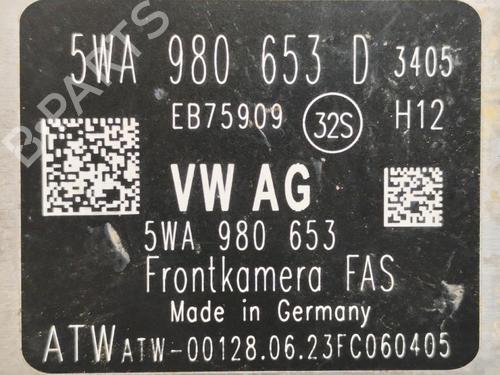 5WA 980 653 D 3405
EB75909 32S H12
VW AG
5WA 980 653
Frontkamera FAS
Made in Germany
ATW ATW-00128.06.23FC060405
B-PARTS